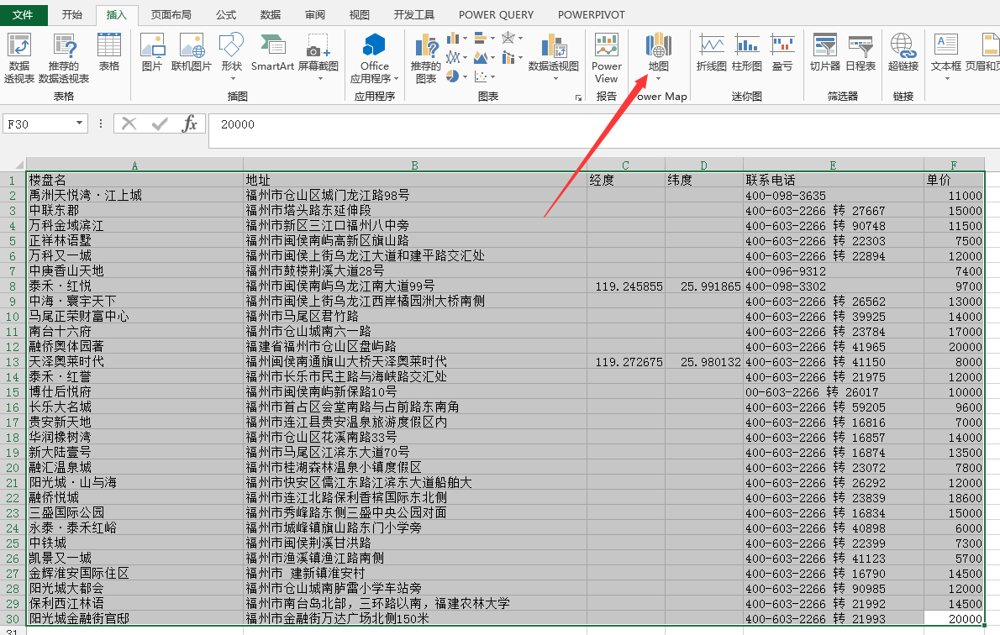 文件 开始 插入 页面布局 公式 数据 审阅 视图 开发工具 POWER QUERY POWERPIVOT
数据 透视表 推荐的 数据透视表 表格 图片 联机图片 形状 SmartArt 屏幕截图 Office 应用程序 推荐的 图表 数据透视图 Power View 地图 折线图 柱形图 盈亏 切片器 日程表 超链接 文本框 页眉和页
表格 插图 应用程序 图表 报告 ower Map 迷你图 筛选器 链接
F30 fx 20000
A B C D E F
1 楼盘名 地址 经度 纬度 联系电话 单价
2 禹洲天悦湾·江上城 福州市仓山区城门龙江路98号 400-098-3635 11000
3 中联东郡 福州市塔头路东延伸段 400-603-2266 转 27667 15000
4 万科金域滨江 福州市新区三江口福州八中旁 400-603-2266 转 90748 11500
5 正祥林语墅 福州市闽侯南屿高新区旗山路 400-603-2266 转 22303 7500
6 万科又一城 福州市闽侯上街乌龙江大道和建平路交汇处 400-603-2266 转 22894 12000
7 中庚香山天地 福州市鼓楼荆溪大道28号 400-096-9312 7400
8 泰禾·红悦 福州市闽侯南屿乌龙江南大道99号 119.245855 25.991865 400-098-3302 9700
9 中海·寰宇天下 福州市闽侯上街乌龙江西岸橘园洲大桥南侧 400-603-2266 转 26562 13000
10 马尾正荣财富中心 福州市马尾区君竹路 400-603-2266 转 39925 14000
11 南台十六府 福州市仓山城南六一路 400-603-2266 转 23784 17000
12 融侨奥体园著 福建省福州市仓山区盘屿路 400-603-2266 转 41965 20000
13 天泽奥莱时代 福州闽侯南通旗山大桥天泽奥莱时代 119.272675 25.980132 400-603-2266 转 41150 8000
14 泰禾·红誉 福州市长乐市民主路与海峡路交汇处 400-603-2266 转 21975 12000
15 博仕后悦府 福州市闽侯南屿新保路10号 00-603-2266 转 26017 10000
16 长乐大名城 福州市首占区会堂南路与占前路东南角 400-603-2266 转 59205 9600
17 贵安新天地 福州市连江县贵安温泉旅游度假区内 400-603-2266 转 16816 7000
18 华润橡树湾 福州市仓山区花溪南路33号 400-603-2266 转 16857 14000
19 新大陆壹号 福州市马尾区江滨东大道70号 400-603-2266 转 16874 13500
20 融汇温泉城 福州市桂湖森林温泉小镇度假区 400-603-2266 转 23072 7800
21 阳光城·山与海 福州市快安区儒江东路江滨东大道船舶大 400-603-2266 转 26292 12000
22 融侨悦城 福州市连江北路保利香槟国际东北侧 400-603-2266 转 23839 18600
23 三盛国际公园 福州市秀峰路东侧三盛中央公园对面 400-603-2266 转 16834 15000
24 永泰·泰禾红峪 福州市城峰镇旗山路东门小学旁 400-603-2266 转 40898 6000
25 中铁城 福州市闽侯荆溪甘洪路 400-603-2266 转 22399 7300
26 凯景又一城 福州市渔溪镇渔江路南侧 400-603-2266 转 41123 5700
27 金辉淮安国际住区 福州市 建新镇淮安村 400-603-2266 转 16790 14500
28 阳光城大都会 福州市仓山城南胪雷小学车站旁 400-603-2266 转 90985 12000
29 保利西江林语 福州市南台岛北部，三环路以南，福建农林大学 400-603-2266 转 21992 14500
30 阳光城金融街官邸 福州市金融街万达广场北侧150米 400-603-2266 转 21993 20000
31